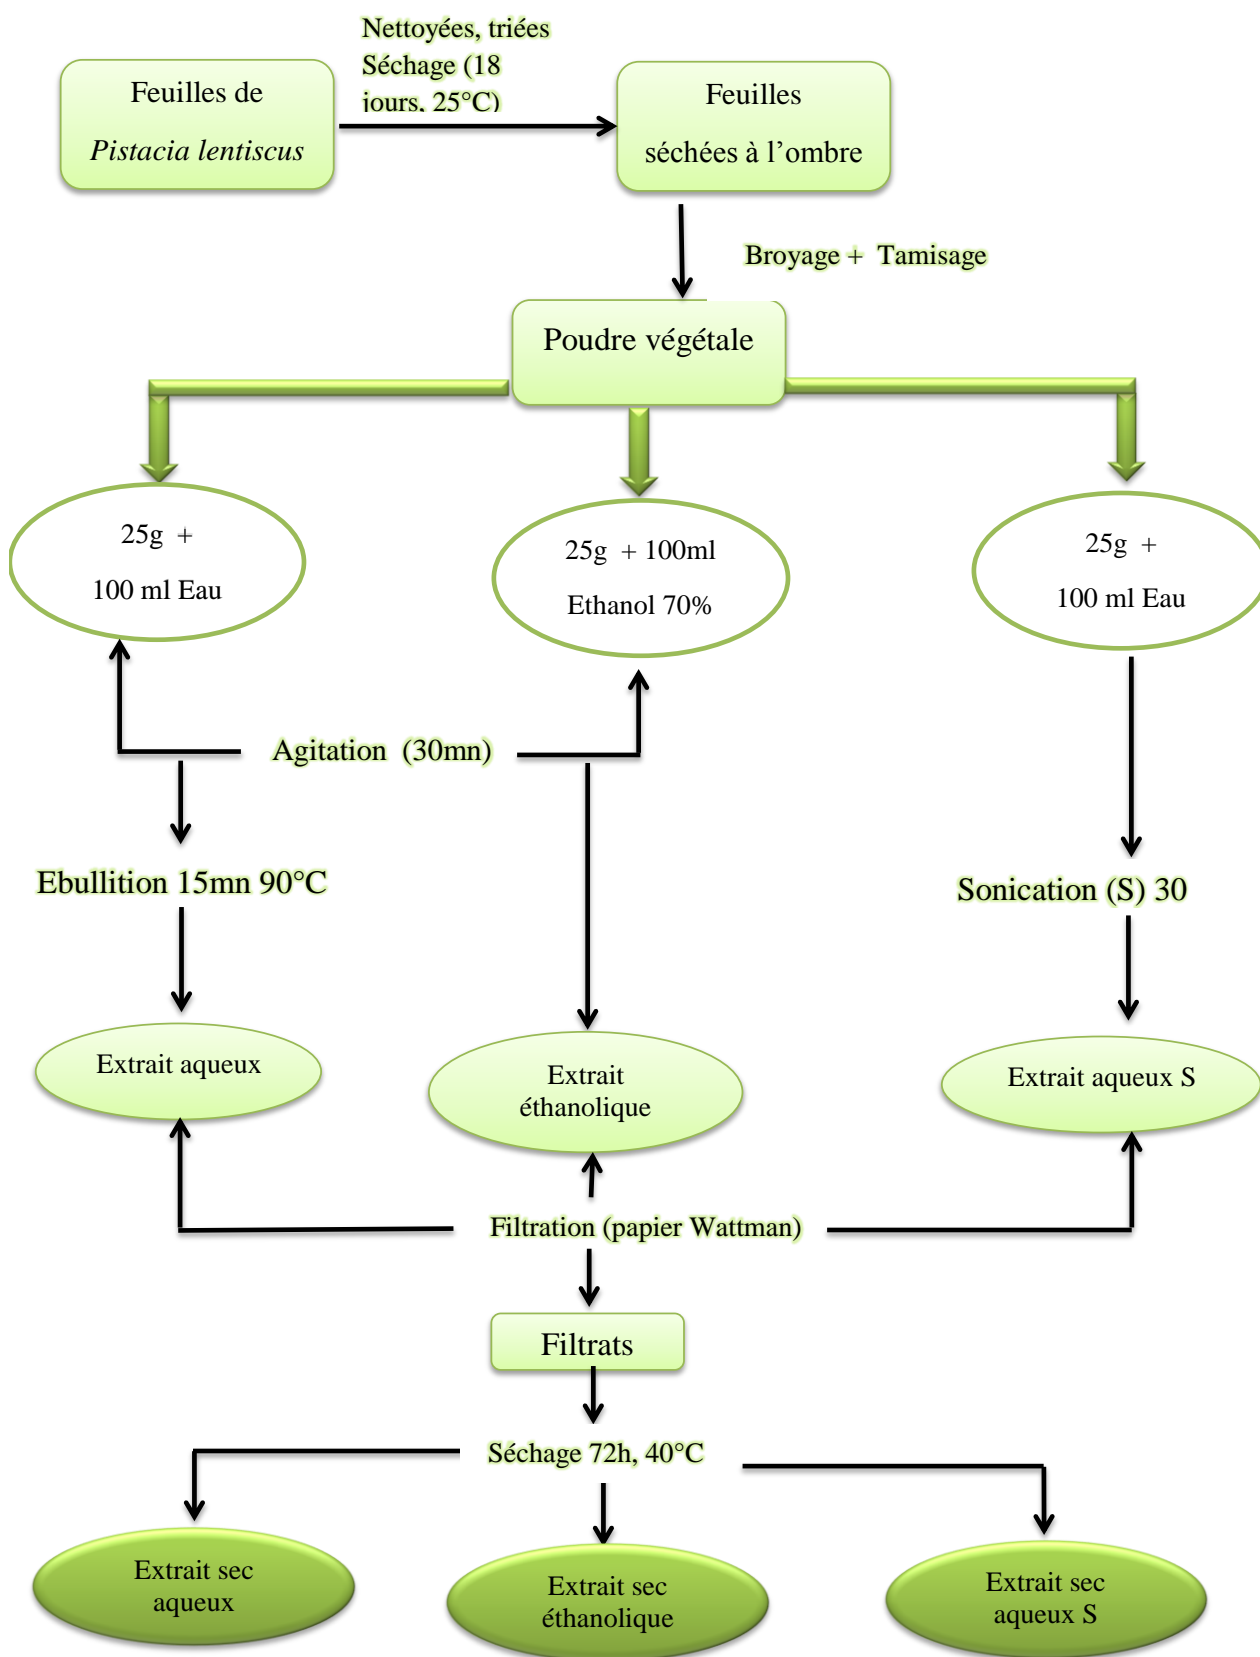 Nettoyées, triées
Séchage (18
jours, 25°C)
Feuilles de
Pistacia lentiscus
Feuilles
séchées à l'ombre
Broyage + Tamisage
Poudre végétale
25g +
100 ml Eau
25g + 100ml
Ethanol 70%
25g +
100 ml Eau
Agitation (30mn)
Ebullition 15mn 90°C
Sonication (S) 30
Extrait aqueux
Extrait
éthanolique
Extrait aqueux S
Filtration (papier Wattman)
Filtrats
Séchage 72h, 40°C
Extrait sec
aqueux
Extrait sec
éthanolique
Extrait sec
aqueux S